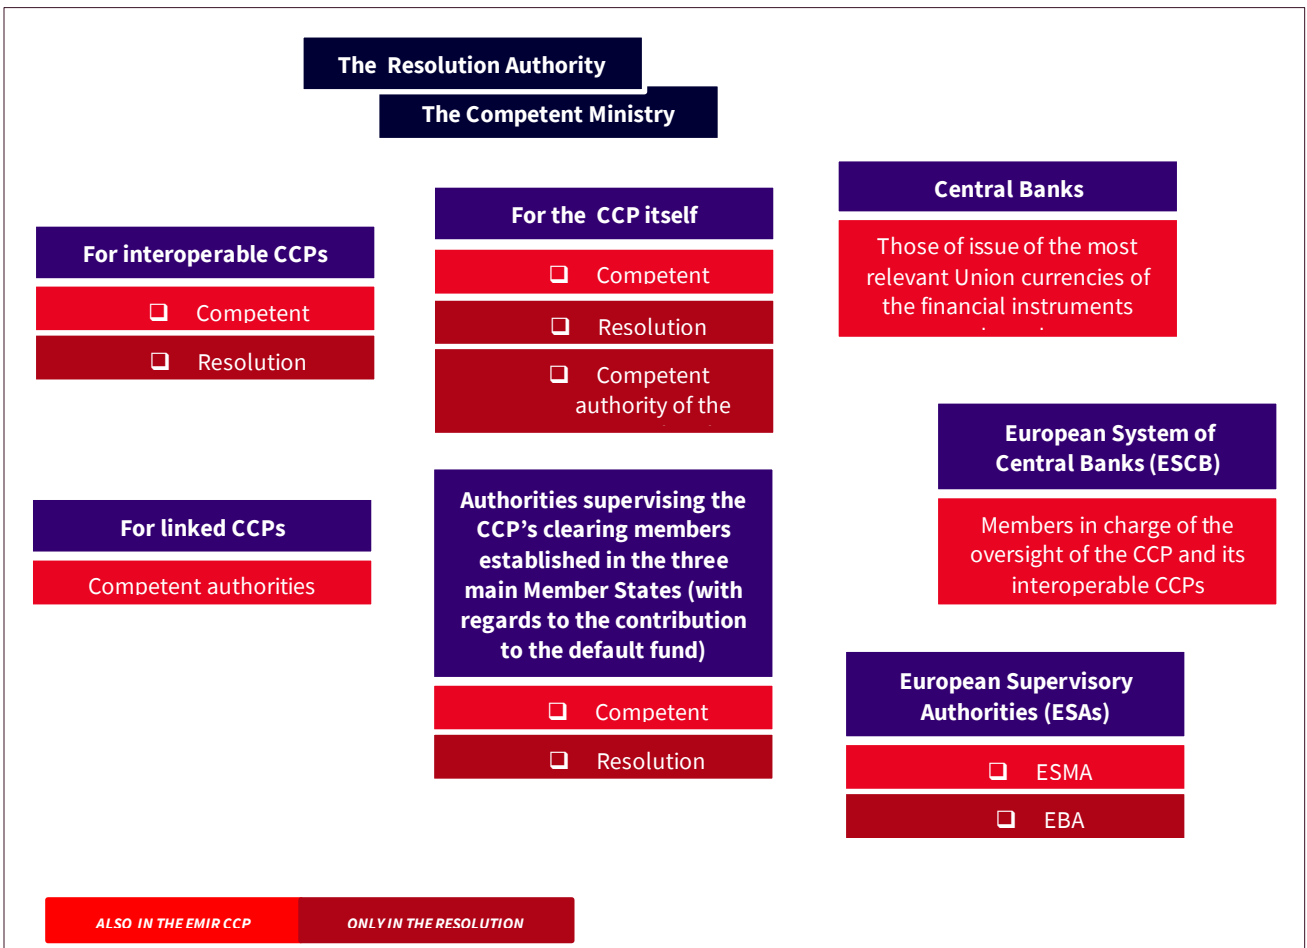 The Resolution Authority
The Competent Ministry
Central Banks
Those of issue of the most
relevant Union currencies of
the financial instruments
For the CCP itself
❑ Competent
❑ Resolution
❑ Competent
authority of the
For interoperable CCPs
❑ Competent
❑ Resolution
European System of
Central Banks (ESCB)
Members in charge of the
oversight of the CCP and its
interoperable CCPs
For linked CCPs
Competent authorities
Authorities supervising the
CCP’s clearing members
established in the three
main Member States (with
regards to the contribution
to the default fund)
❑ Competent
❑ Resolution
European Supervisory
Authorities (ESAs)
❑ ESMA
❑ EBA
ALSO IN THE EMIR CCP
ONLY IN THE RESOLUTION